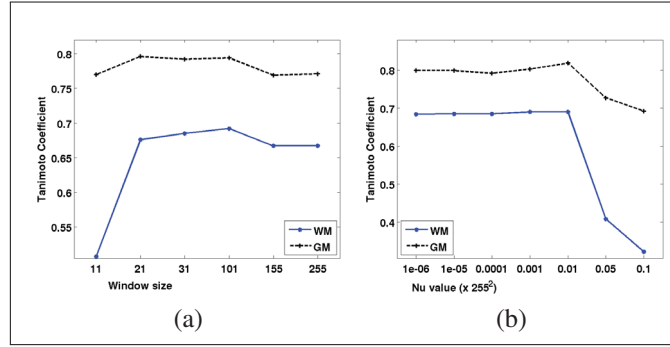 Tanimoto Coefficient
0.8
0.75
0.7
0.65
0.6
0.55
WM
GM
11 21 31 101 155 255
Window size
(a)
Tanimoto Coefficient
0.8
0.7
0.6
0.5
0.4
WM
GM
1e-06 1e-05 0.0001 0.001 0.01 0.05 0.1
Nu value (x 255²)
(b)